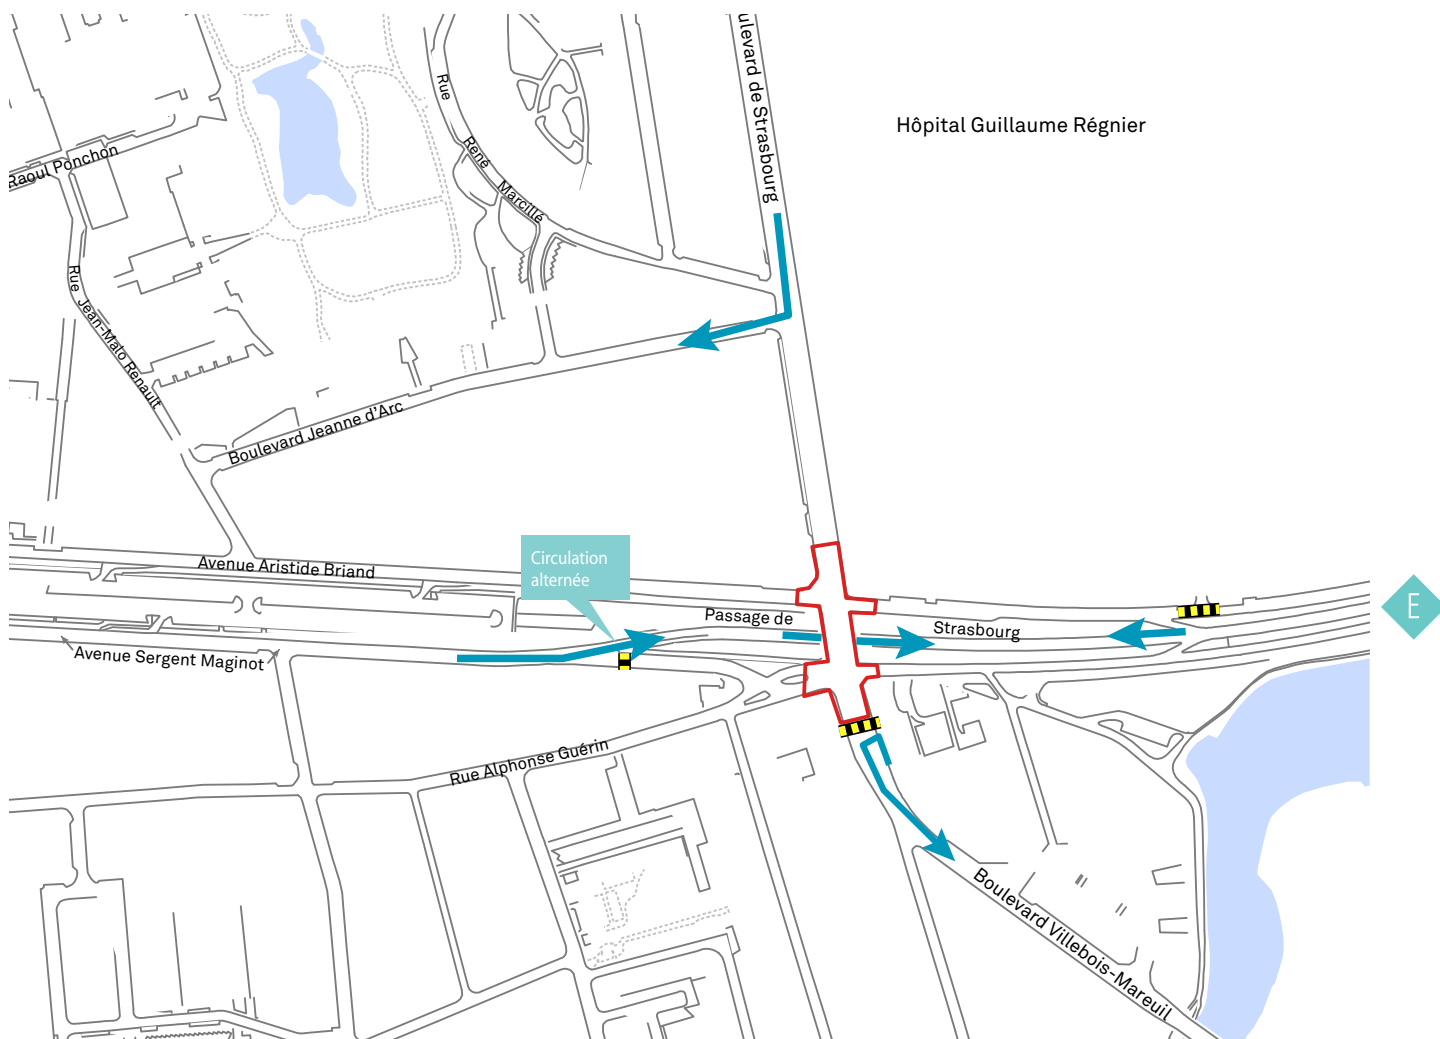 ulevard de Strasbourg
Hôpital Guillaume Régnier
Rue
René
Marcillé
Raoul Ponchon
Rue Jean-Malo Renault
Boulevard Jeanne d'Arc
Circulation
alternée
Avenue Aristide Briand
Passage de
Strasbourg
E
Avenue Sergent Maginot
Rue Alphonse Guérin
Boulevard Villebois-Mareuil